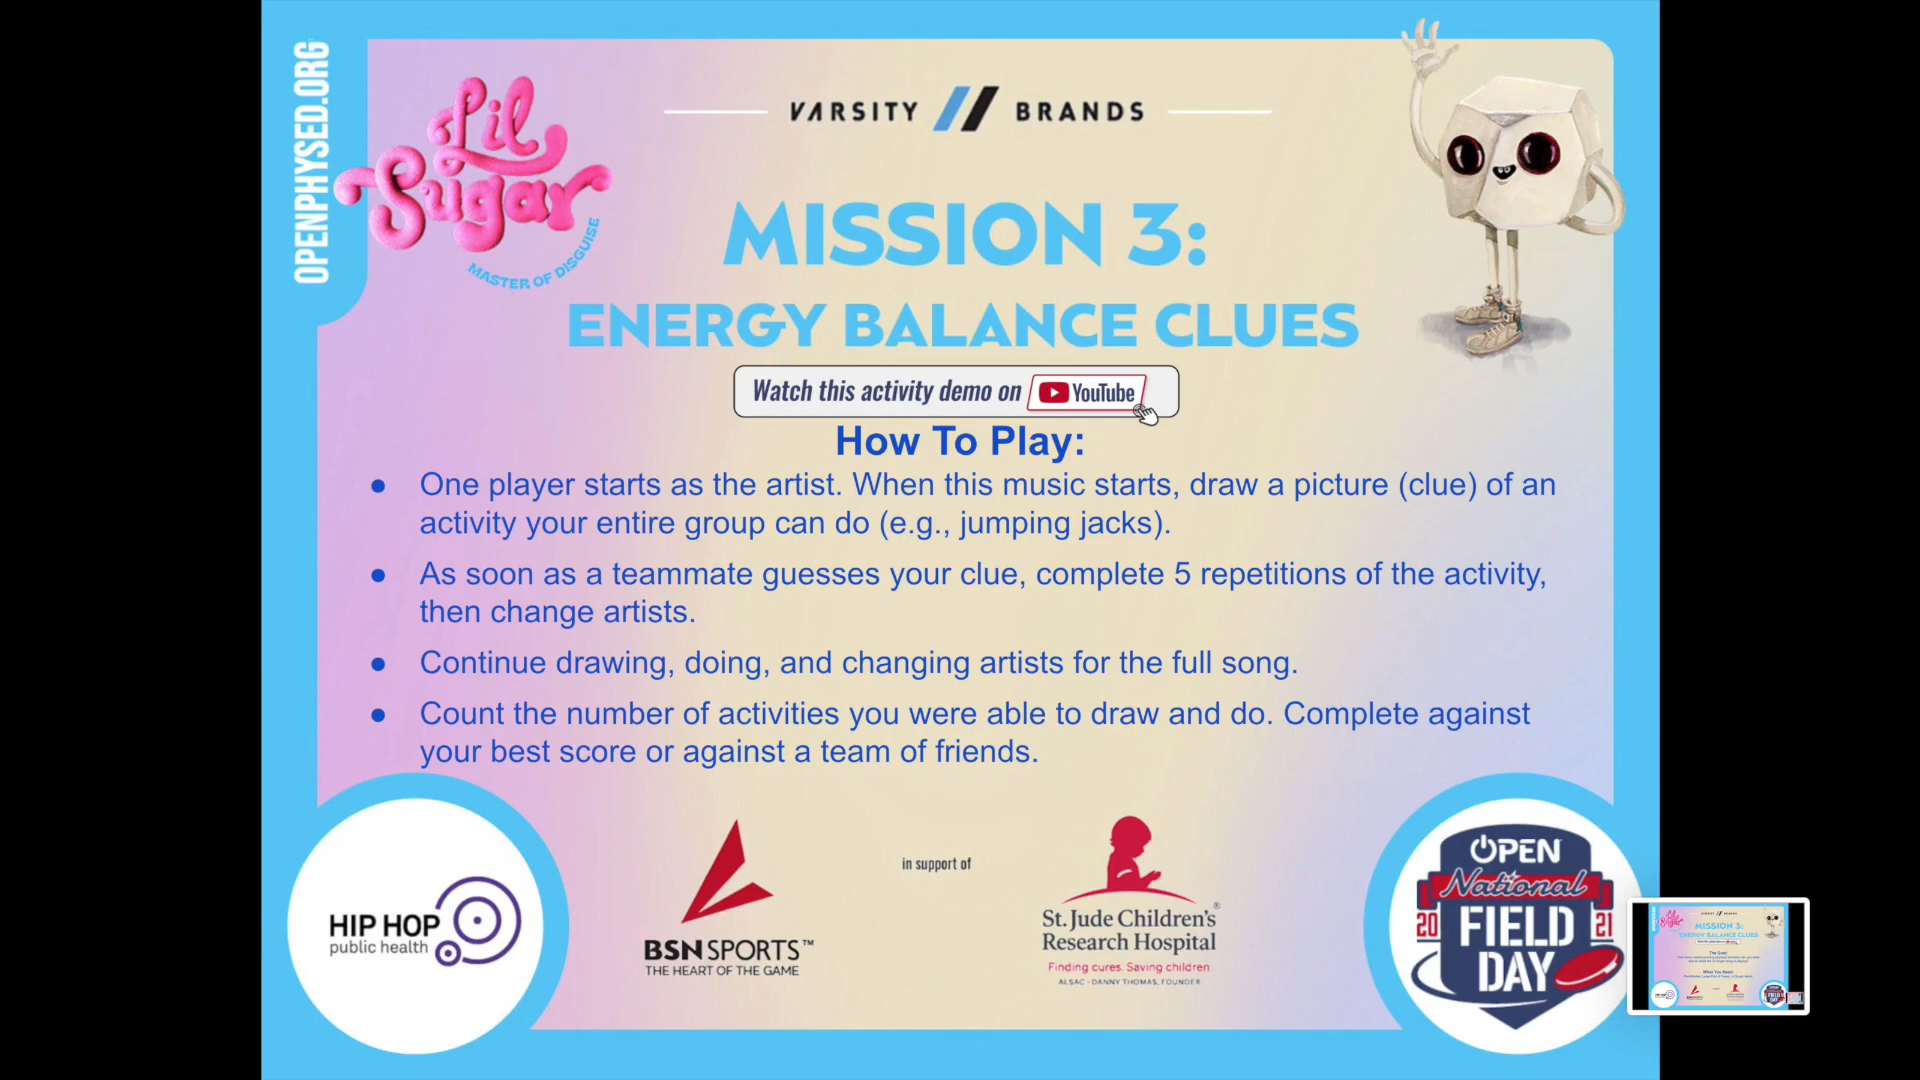 OPENPHYSED.ORG
Lil
Sugar
MASTER OF DISGUISE
VARSITY BRANDS
MISSION 3:
ENERGY BALANCE CLUES
Watch this activity demo on YouTube
How To Play:
● One player starts as the artist. When this music starts, draw a picture (clue) of an
activity your entire group can do (e.g., jumping jacks).
● As soon as a teammate guesses your clue, complete 5 repetitions of the activity,
then change artists.
● Continue drawing, doing, and changing artists for the full song.
● Count the number of activities you were able to draw and do. Complete against
your best score or against a team of friends.
HIP HOP
public health
BSN SPORTS™
THE HEART OF THE GAME
in support of
St. Jude Children's®
Research Hospital
Finding cures. Saving children.
ALSAC · DANNY THOMAS, FOUNDER
OPEN
National
20 FIELD 21
DAY
MISSION 3:
ENERGY BALANCE CLUES